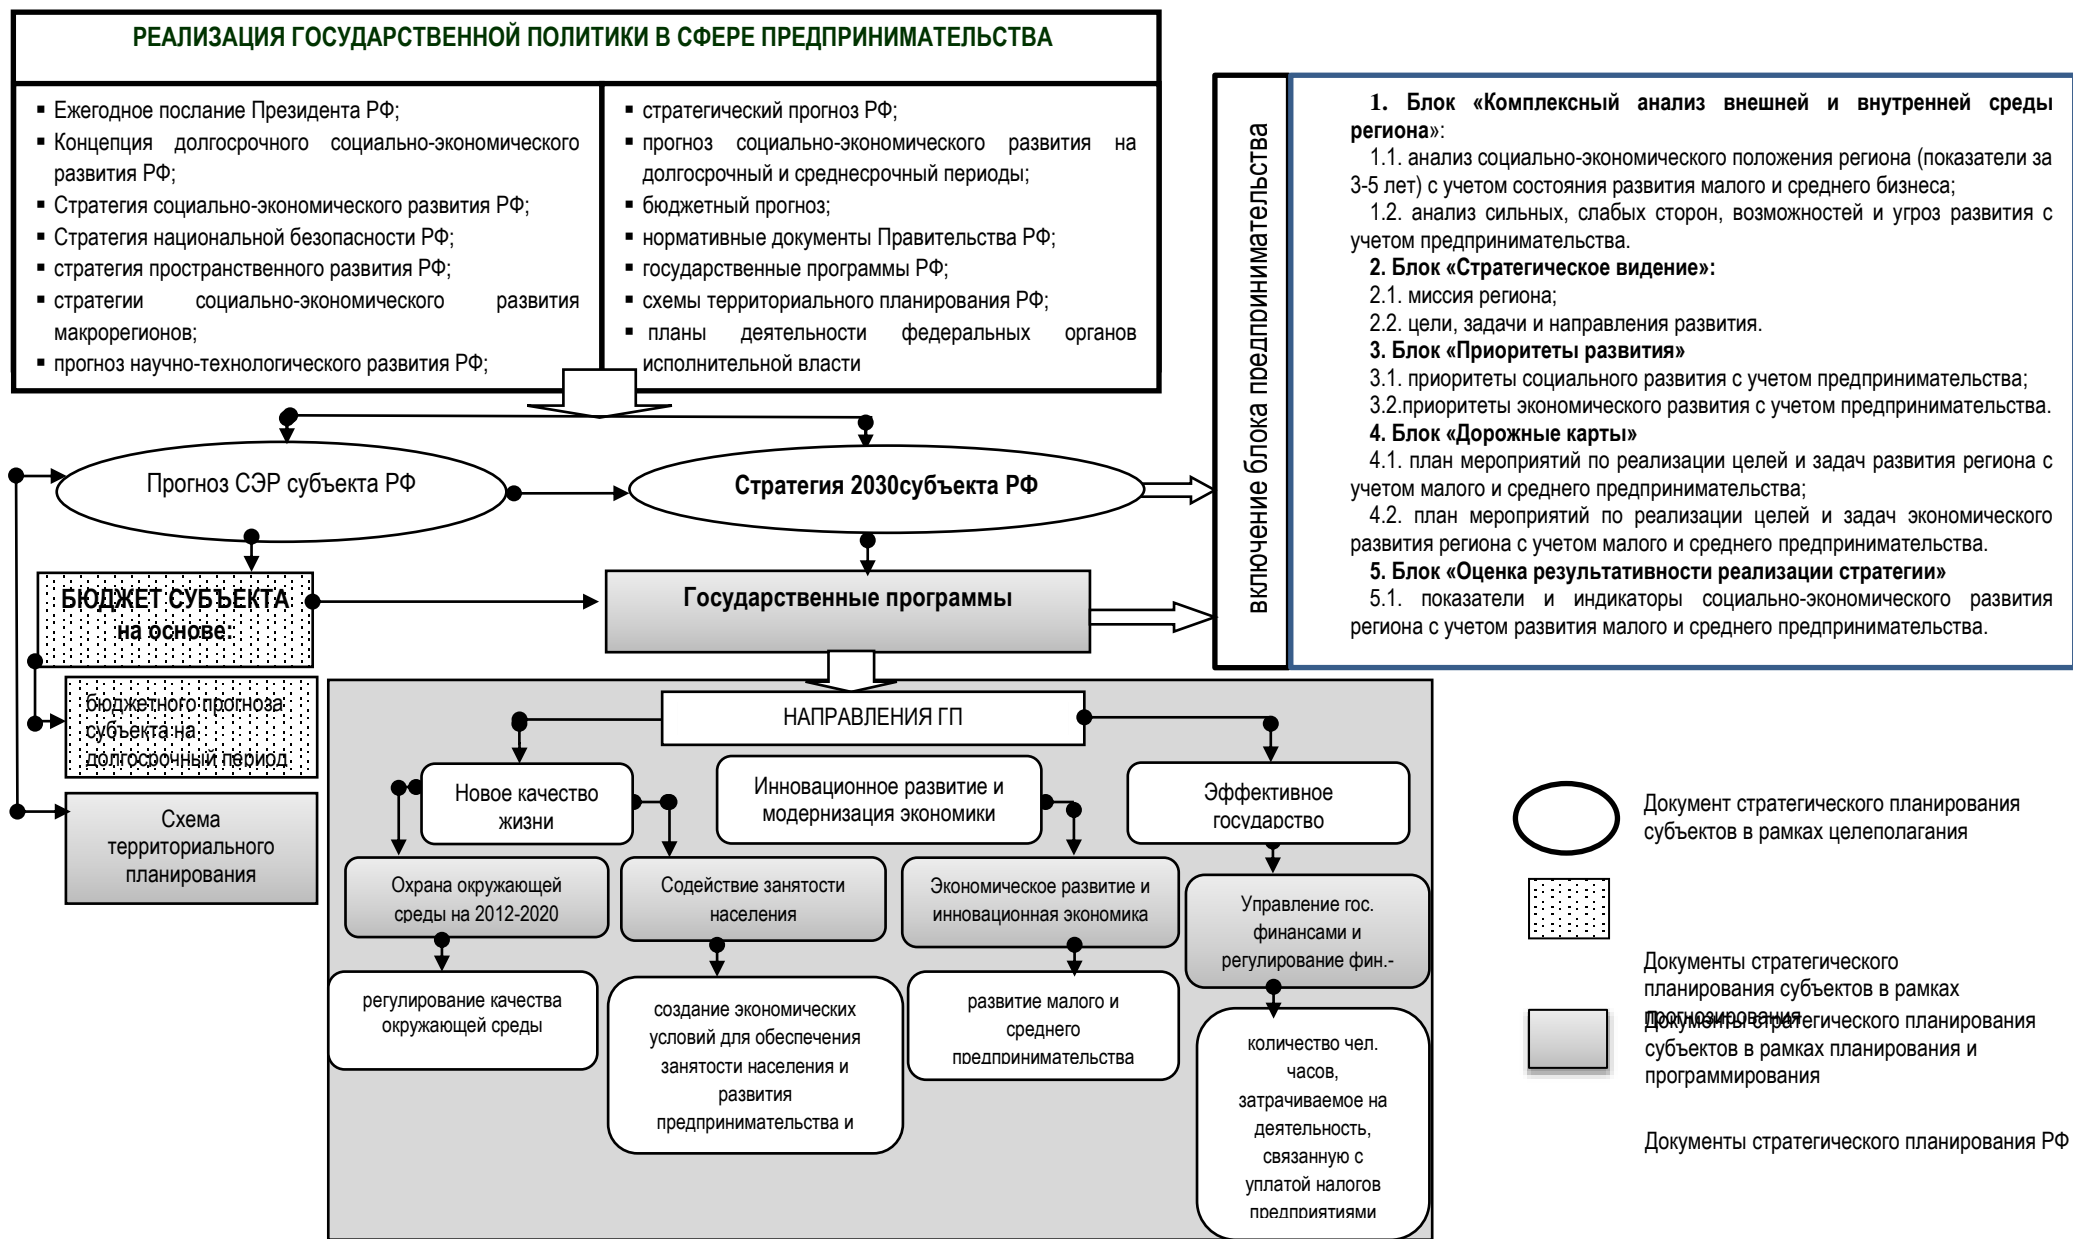 РЕАЛИЗАЦИЯ ГОСУДАРСТВЕННОЙ ПОЛИТИКИ В СФЕРЕ ПРЕДПРИНИМАТЕЛЬСТВА
▪ Ежегодное послание Президента РФ;
▪ Концепция долгосрочного социально-экономического
развития РФ;
▪ Стратегия социально-экономического развития РФ;
▪ Стратегия национальной безопасности РФ;
▪ стратегия пространственного развития РФ;
▪ стратегии социально-экономического развития
макрорегионов;
▪ прогноз научно-технологического развития РФ;
▪ стратегический прогноз РФ;
▪ прогноз социально-экономического развития на
долгосрочный и среднесрочный периоды;
▪ бюджетный прогноз;
▪ нормативные документы Правительства РФ;
▪ государственные программы РФ;
▪ схемы территориального планирования РФ;
▪ планы деятельности федеральных органов
исполнительной власти
включение блока предпринимательства
1. Блок «Комплексный анализ внешней и внутренней среды
региона»:
1.1. анализ социально-экономического положения региона (показатели за
3-5 лет) с учетом состояния развития малого и среднего бизнеса;
1.2. анализ сильных, слабых сторон, возможностей и угроз развития с
учетом предпринимательства.
2. Блок «Стратегическое видение»:
2.1. миссия региона;
2.2. цели, задачи и направления развития.
3. Блок «Приоритеты развития»
3.1. приоритеты социального развития с учетом предпринимательства;
3.2.приоритеты экономического развития с учетом предпринимательства.
4. Блок «Дорожные карты»
4.1. план мероприятий по реализации целей и задач развития региона с
учетом малого и среднего предпринимательства;
4.2. план мероприятий по реализации целей и задач экономического
развития региона с учетом малого и среднего предпринимательства.
5. Блок «Оценка результативности реализации стратегии»
5.1. показатели и индикаторы социально-экономического развития
региона с учетом развития малого и среднего предпринимательства.
Прогноз СЭР субъекта РФ
Стратегия 2030субъекта РФ
БЮДЖЕТ СУБЪЕКТА
на основе:
Государственные программы
бюджетного прогноза
субъекта на
долгосрочный период
Схема
территориального
планирования
НАПРАВЛЕНИЯ ГП
Новое качество
жизни
Инновационное развитие и
модернизация экономики
Эффективное
государство
Охрана окружающей
среды на 2012-2020
Содействие занятости
населения
Экономическое развитие и
инновационная экономика
Управление гос.
финансами и
регулирование фин.-
регулирование качества
окружающей среды
создание экономических
условий для обеспечения
занятости населения и
развития
предпринимательства и
развитие малого и
среднего
предпринимательства
количество чел.
часов,
затрачиваемое на
деятельность,
связанную с
уплатой налогов
предприятиями
Документ стратегического планирования
субъектов в рамках целеполагания
Документы стратегического
планирования субъектов в рамках
прогнозирования
Документы стратегического планирования
субъектов в рамках планирования и
программирования
Документы стратегического планирования РФ